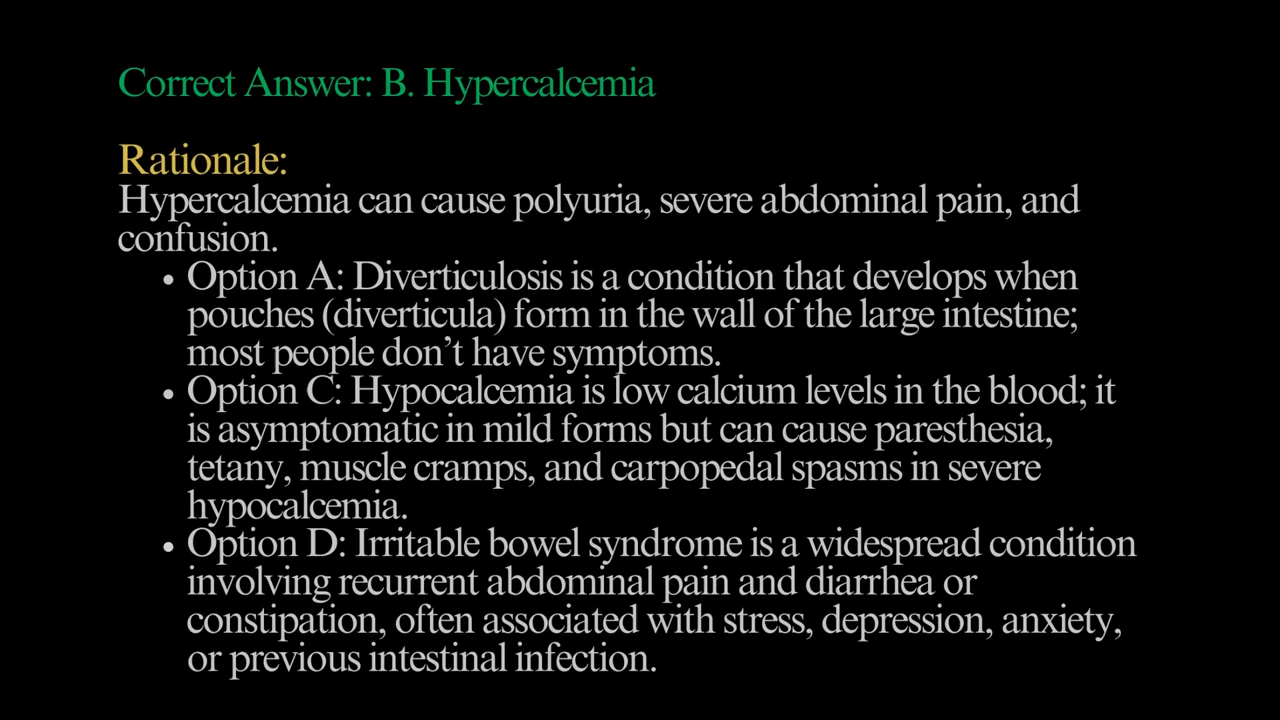 Correct Answer: B. Hypercalcemia
Rationale:
Hypercalcemia can cause polyuria, severe abdominal pain, and
confusion.
• Option A: Diverticulosis is a condition that develops when
pouches (diverticula) form in the wall of the large intestine;
most people don’t have symptoms.
• Option C: Hypocalcemia is low calcium levels in the blood; it
is asymptomatic in mild forms but can cause paresthesia,
tetany, muscle cramps, and carpopedal spasms in severe
hypocalcemia.
• Option D: Irritable bowel syndrome is a widespread condition
involving recurrent abdominal pain and diarrhea or
constipation, often associated with stress, depression, anxiety,
or previous intestinal infection.